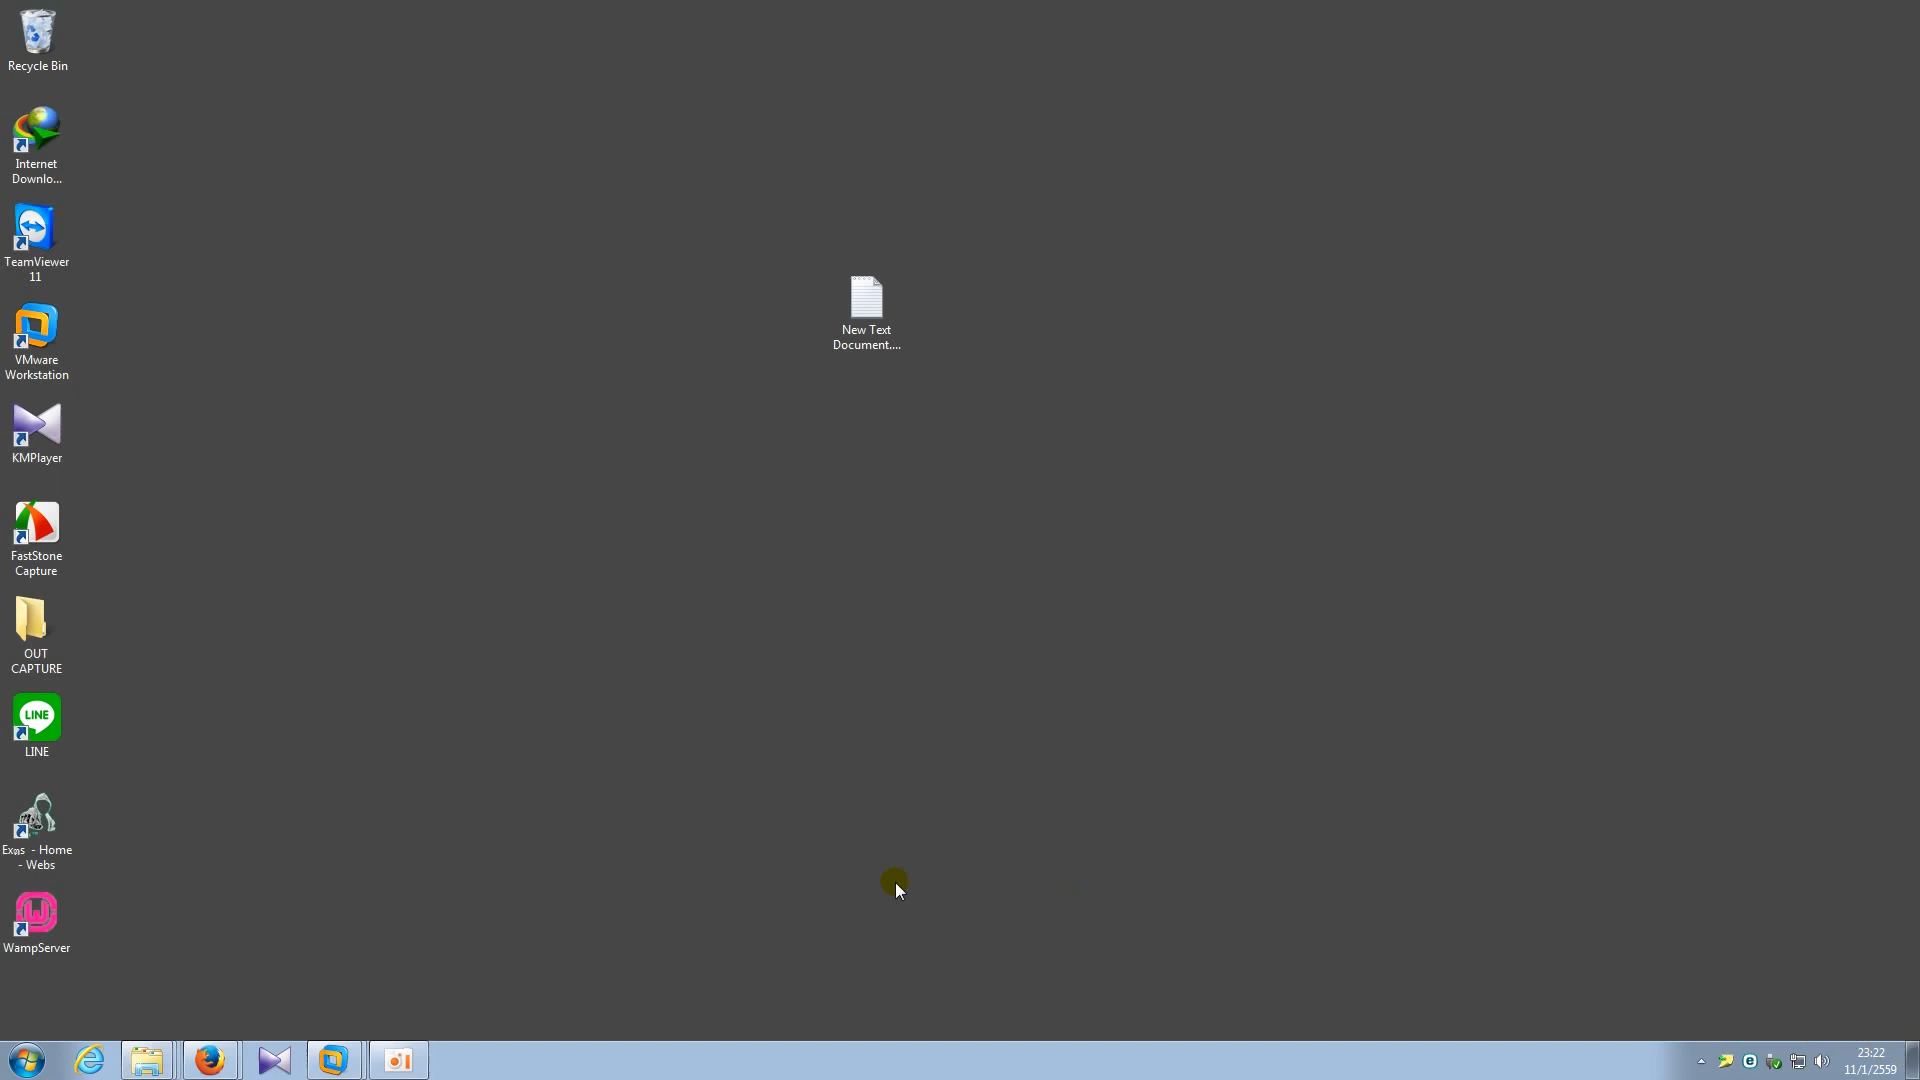 Recycle Bin
Internet
Downlo...
TeamViewer
11
VMware
Workstation
KMPlayer
FastStone
Capture
OUT
CAPTURE
LINE
LINE
- Home
- Webs
WampServer
New Text
Document....
23:22
11/1/2559